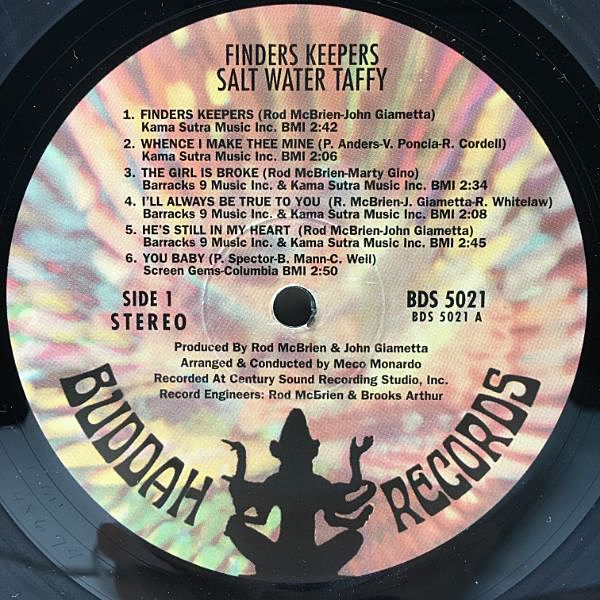 FINDERS KEEPERS
SALT WATER TAFFY
1. FINDERS KEEPERS (Rod McBrien-John Giametta)
Kama Sutra Music Inc. BMI 2:42
2. WHENCE I MAKE THEE MINE (P. Anders-V. Poncia-R. Cordell)
Kama Sutra Music Inc. BMI 2:06
3. THE GIRL IS BROKE (Rod McBrien-Marty Gino)
Barracks 9 Music Inc. & Kama Sutra Music Inc. BMI 2:34
4. I'LL ALWAYS BE TRUE TO YOU (R. McBrien-J. Giametta-R. Whitelaw)
Barracks 9 Music Inc. & Kama Sutra Music Inc. BMI 2:08
5. HE'S STILL IN MY HEART (Rod McBrien-John Giametta)
Barracks 9 Music Inc. & Kama Sutra Music Inc. BMI 2:45
6. YOU BABY (P. Spector-B. Mann-C. Weil)
Screen Gems-Columbia BMI 2:50
SIDE 1
STEREO
BDS 5021
BDS 5021 A
Produced By Rod McBrien & John Giametta
Arranged & Conducted by Meco Monardo
Recorded At Century Sound Recording Studio, Inc.
Record Engineers: Rod McBrien & Brooks Arthur
BUDDAH RECORDS